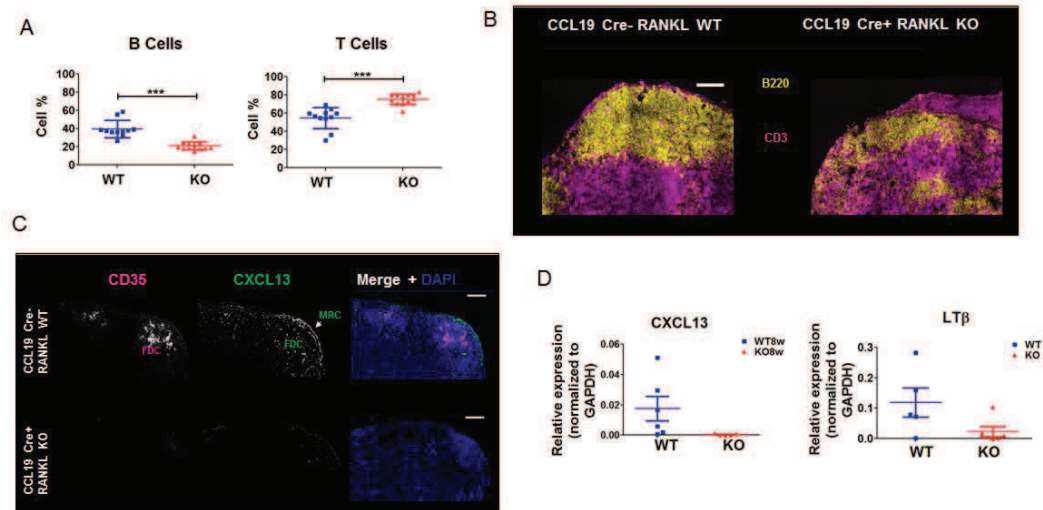 A
B Cells
T Cells
***
***
Cell %
100
80
60
40
20
0
WT
KO
Cell %
100
80
60
40
20
0
WT
KO
B
CCL19 Cre- RANKL WT
CCL19 Cre+ RANKL KO
B220
CD3
C
CD35
CXCL13
Merge + DAPI
CCL19 Cre-
RANKL WT
FDC
FDC
MRC
CCL19 Cre+
RANKL KO
D
CXCL13
Relative expression
(normalized to
GAPDH)
0.06
0.04
0.02
0.00
WT
KO
WT8w
KO8w
LTβ
Relative expression
(normalized to
GAPDH)
0.3
0.2
0.1
0.0
WT
KO
WT
KO